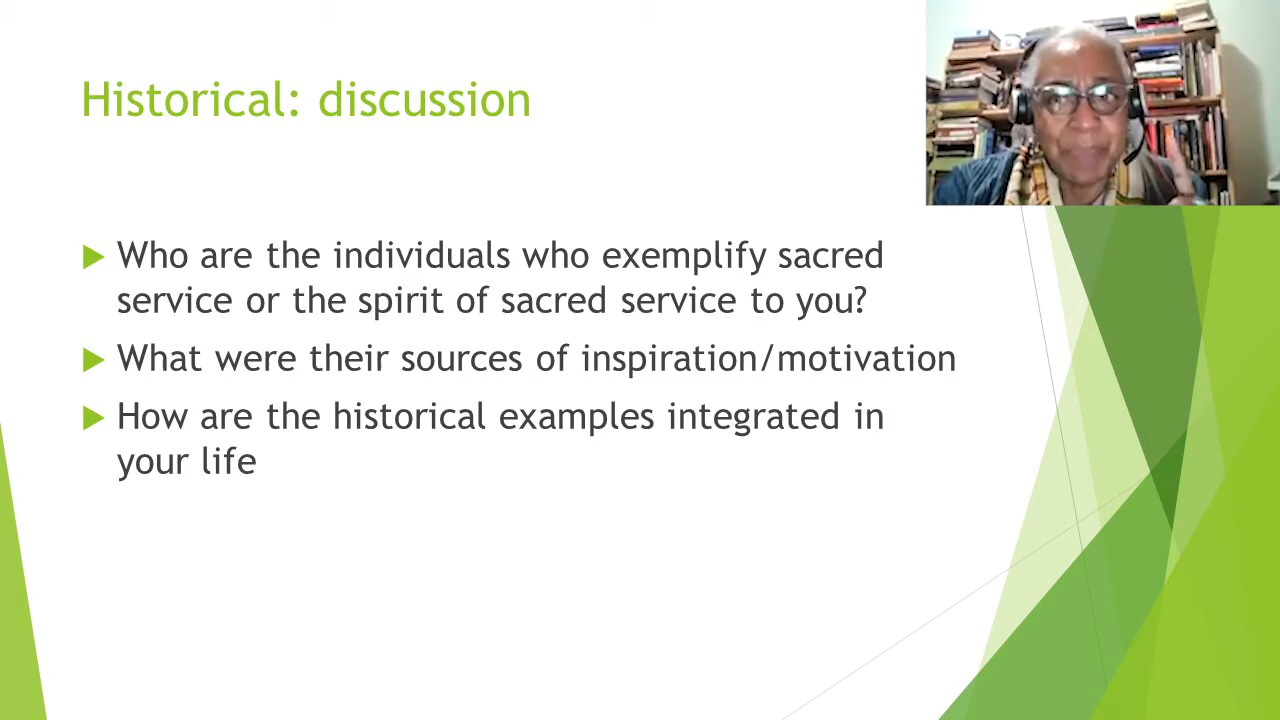 Historical: discussion
Who are the individuals who exemplify sacred
service or the spirit of sacred service to you?
What were their sources of inspiration/motivation
How are the historical examples integrated in
your life